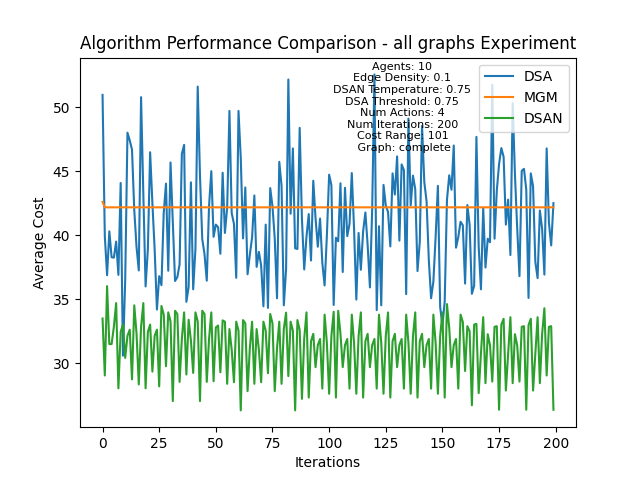 Algorithm Performance Comparison - all graphs Experiment
Agents: 10
Edge Density: 0.1
DSAN Temperature: 0.75
DSA Threshold: 0.75
Num Actions: 4
Num Iterations: 200
Cost Range: 101
Graph: complete
DSA
MGM
DSAN
Average Cost
50
45
40
35
30
0
25
50
75
100
125
150
175
200
Iterations